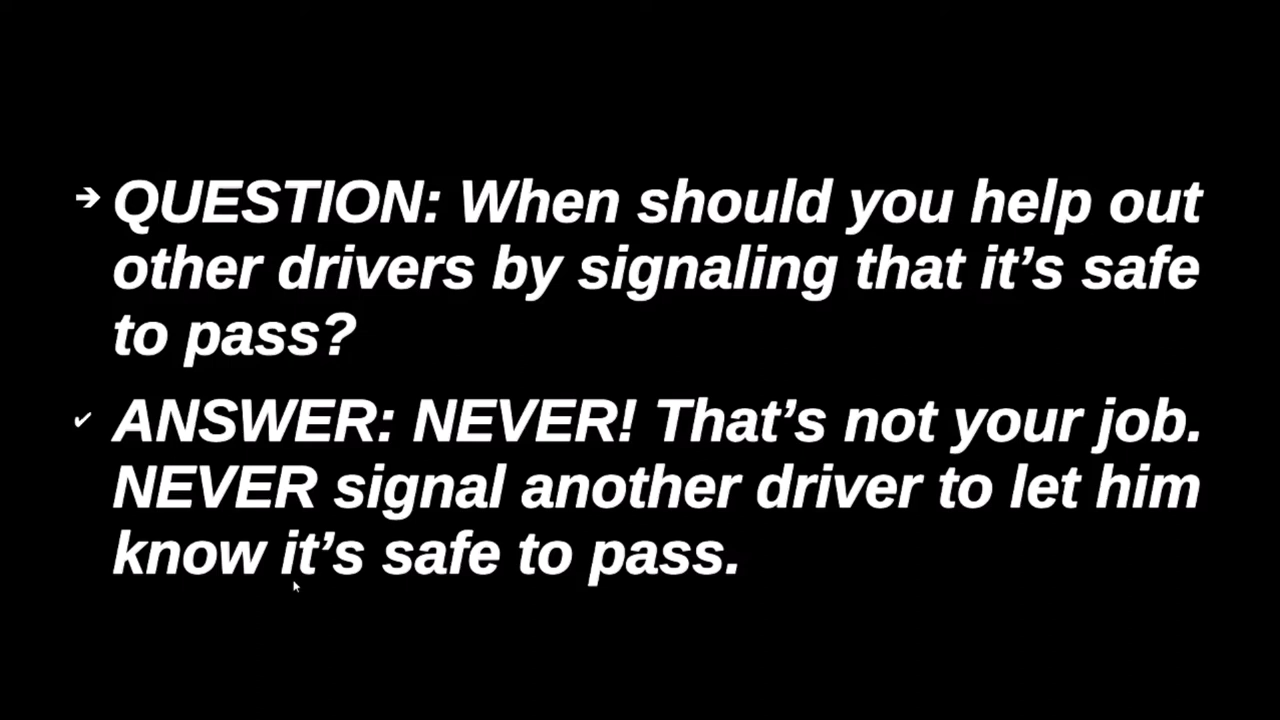 ➔ QUESTION: When should you help out
other drivers by signaling that it’s safe
to pass?
✔ ANSWER: NEVER! That’s not your job.
NEVER signal another driver to let him
know it’s safe to pass.